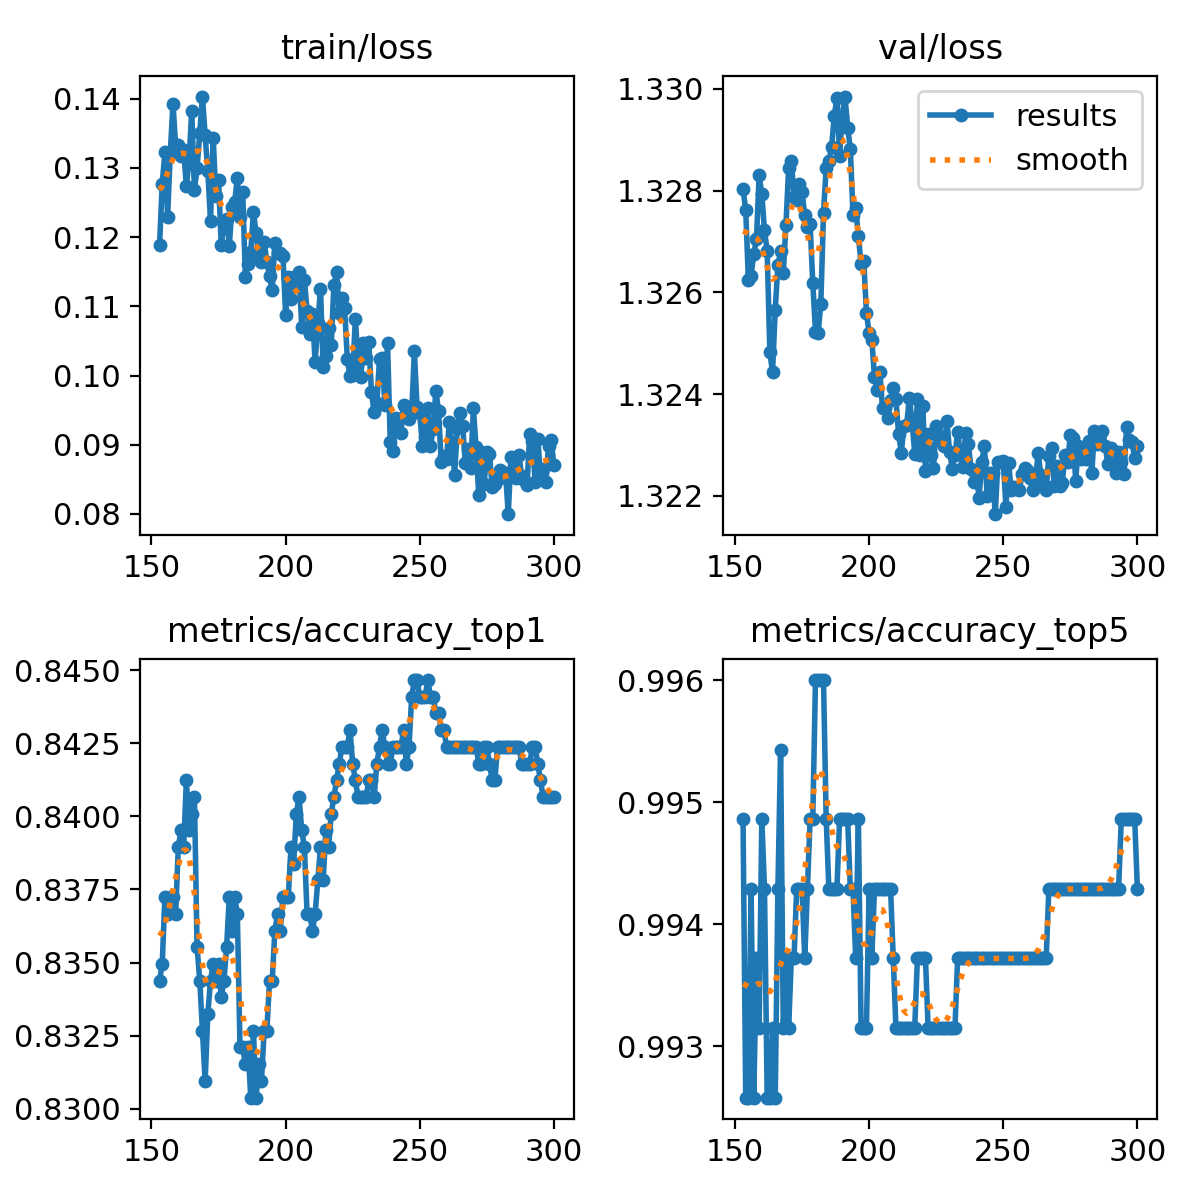 train/loss
0.14
0.13
0.12
0.11
0.10
0.09
0.08
150 200 250 300
val/loss
results
smooth
1.330
1.328
1.326
1.324
1.322
150 200 250 300
metrics/accuracy_top1
0.8450
0.8425
0.8400
0.8375
0.8350
0.8325
0.8300
150 200 250 300
metrics/accuracy_top5
0.996
0.995
0.994
0.993
150 200 250 300